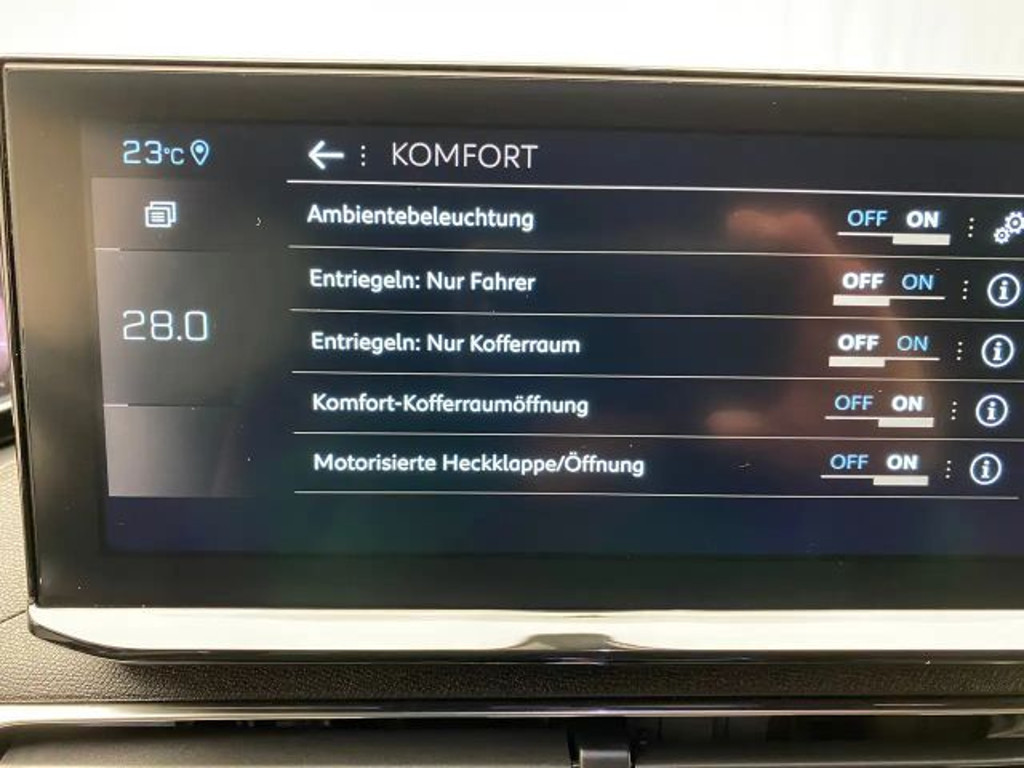 23°C KOMFORT
Ambientebeleuchtung OFF ON
Entriegeln: Nur Fahrer OFF ON
28.0
Entriegeln: Nur Kofferraum OFF ON
Komfort-Kofferraumöffnung OFF ON
Motorisierte Heckklappe/Öffnung OFF ON